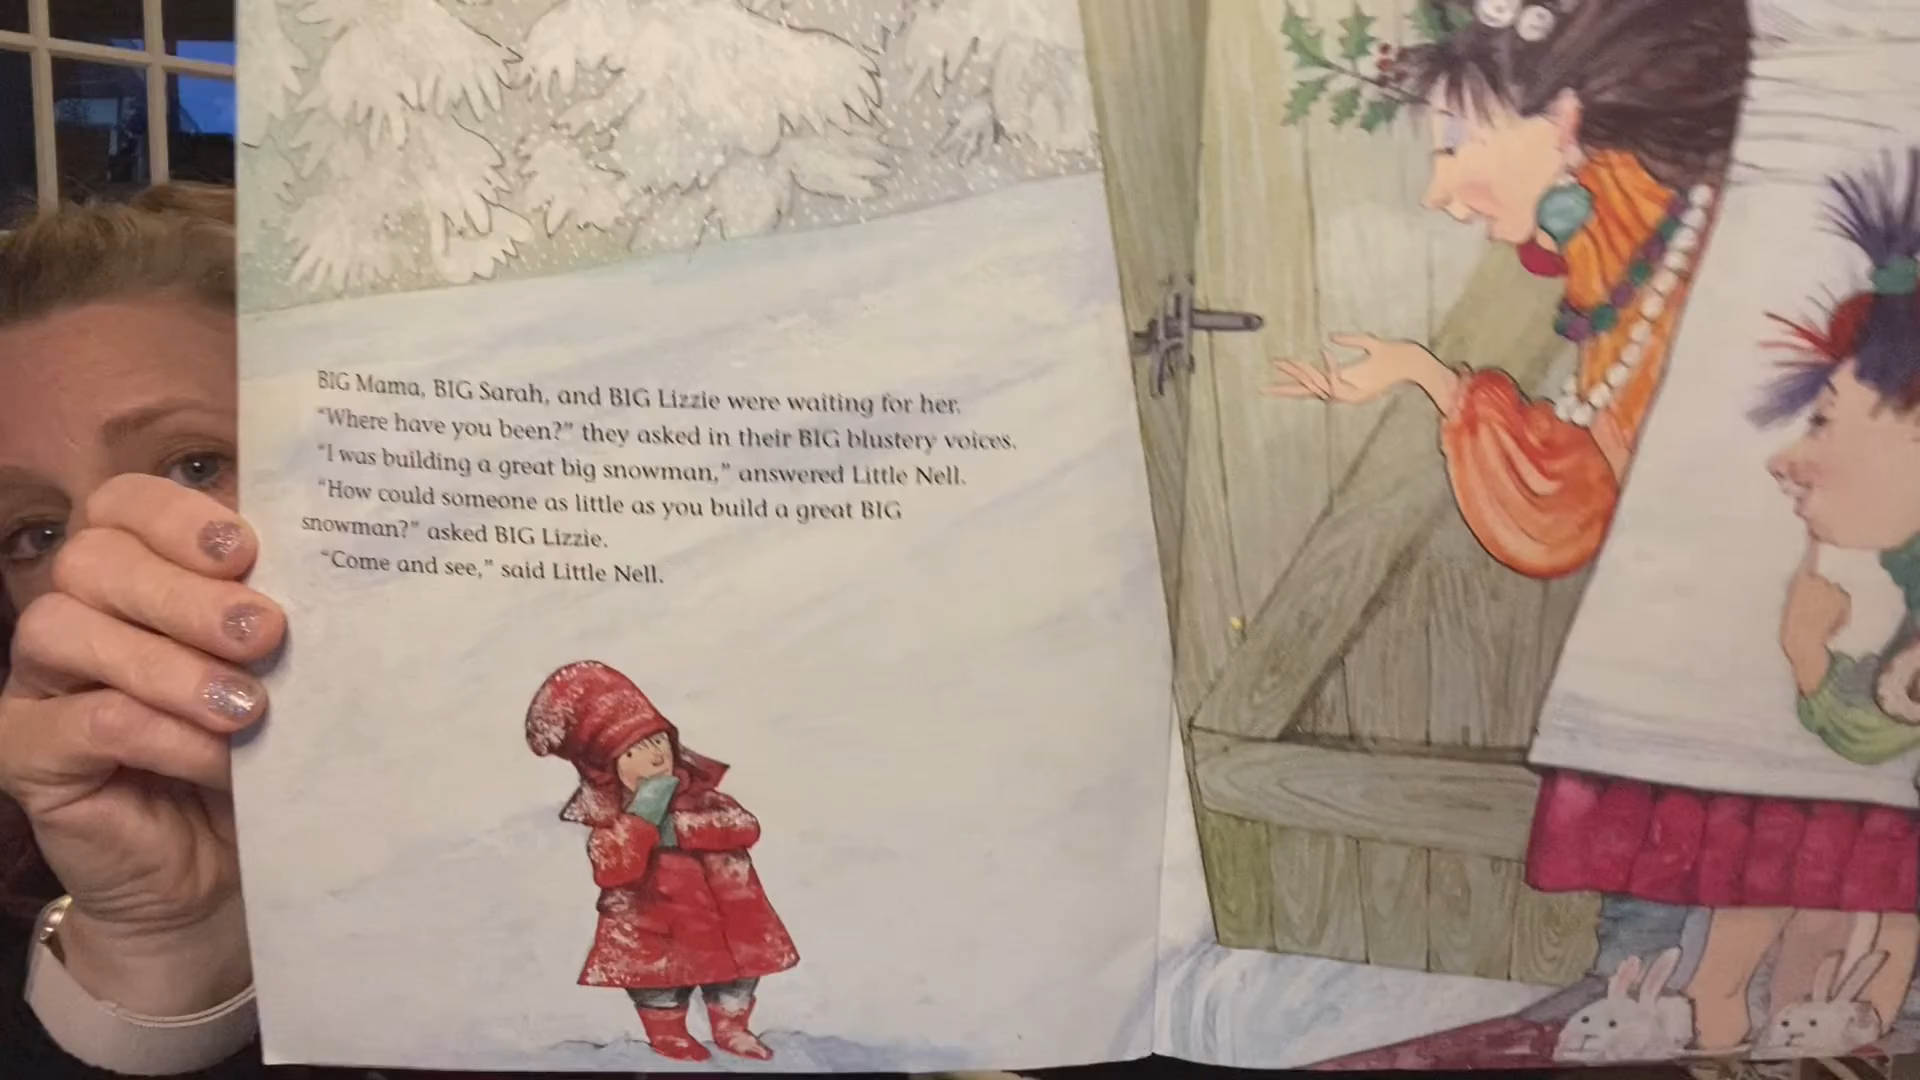 BIG Mama, BIG Sarah, and BIG Lizzie were waiting for her.
“Where have you been?” they asked in their BIG blustery voices.
“I was building a great big snowman,” answered Little Nell.
“How could someone as little as you build a great BIG
snowman?” asked BIG Lizzie.
“Come and see,” said Little Nell.